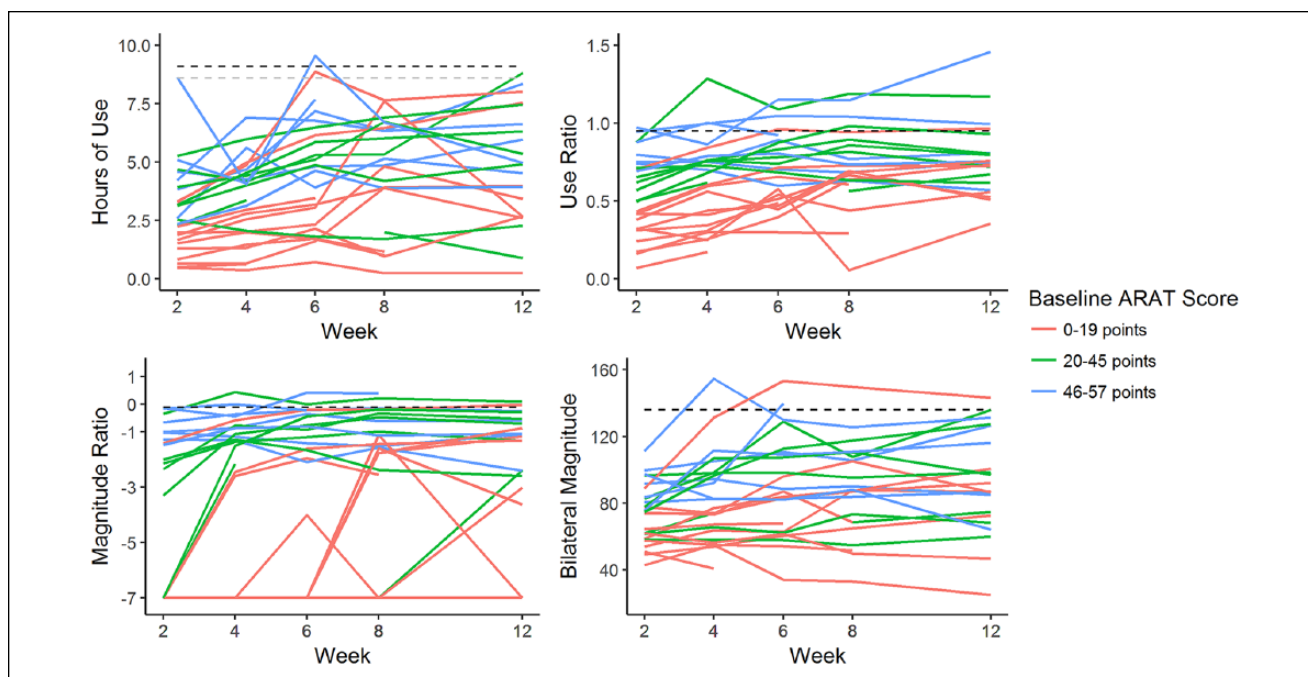 10.0
7.5
5.0
2.5
0.0
Hours of Use
2 4 6 8 12
Week
1.5
1.0
0.5
0.0
Use Ratio
2 4 6 8 12
Week
1
0
-1
-3
-5
-7
Magnitude Ratio
2 4 6 8 12
Week
160
120
80
40
Bilateral Magnitude
2 4 6 8 12
Week
Baseline ARAT Score
0-19 points
20-45 points
46-57 points